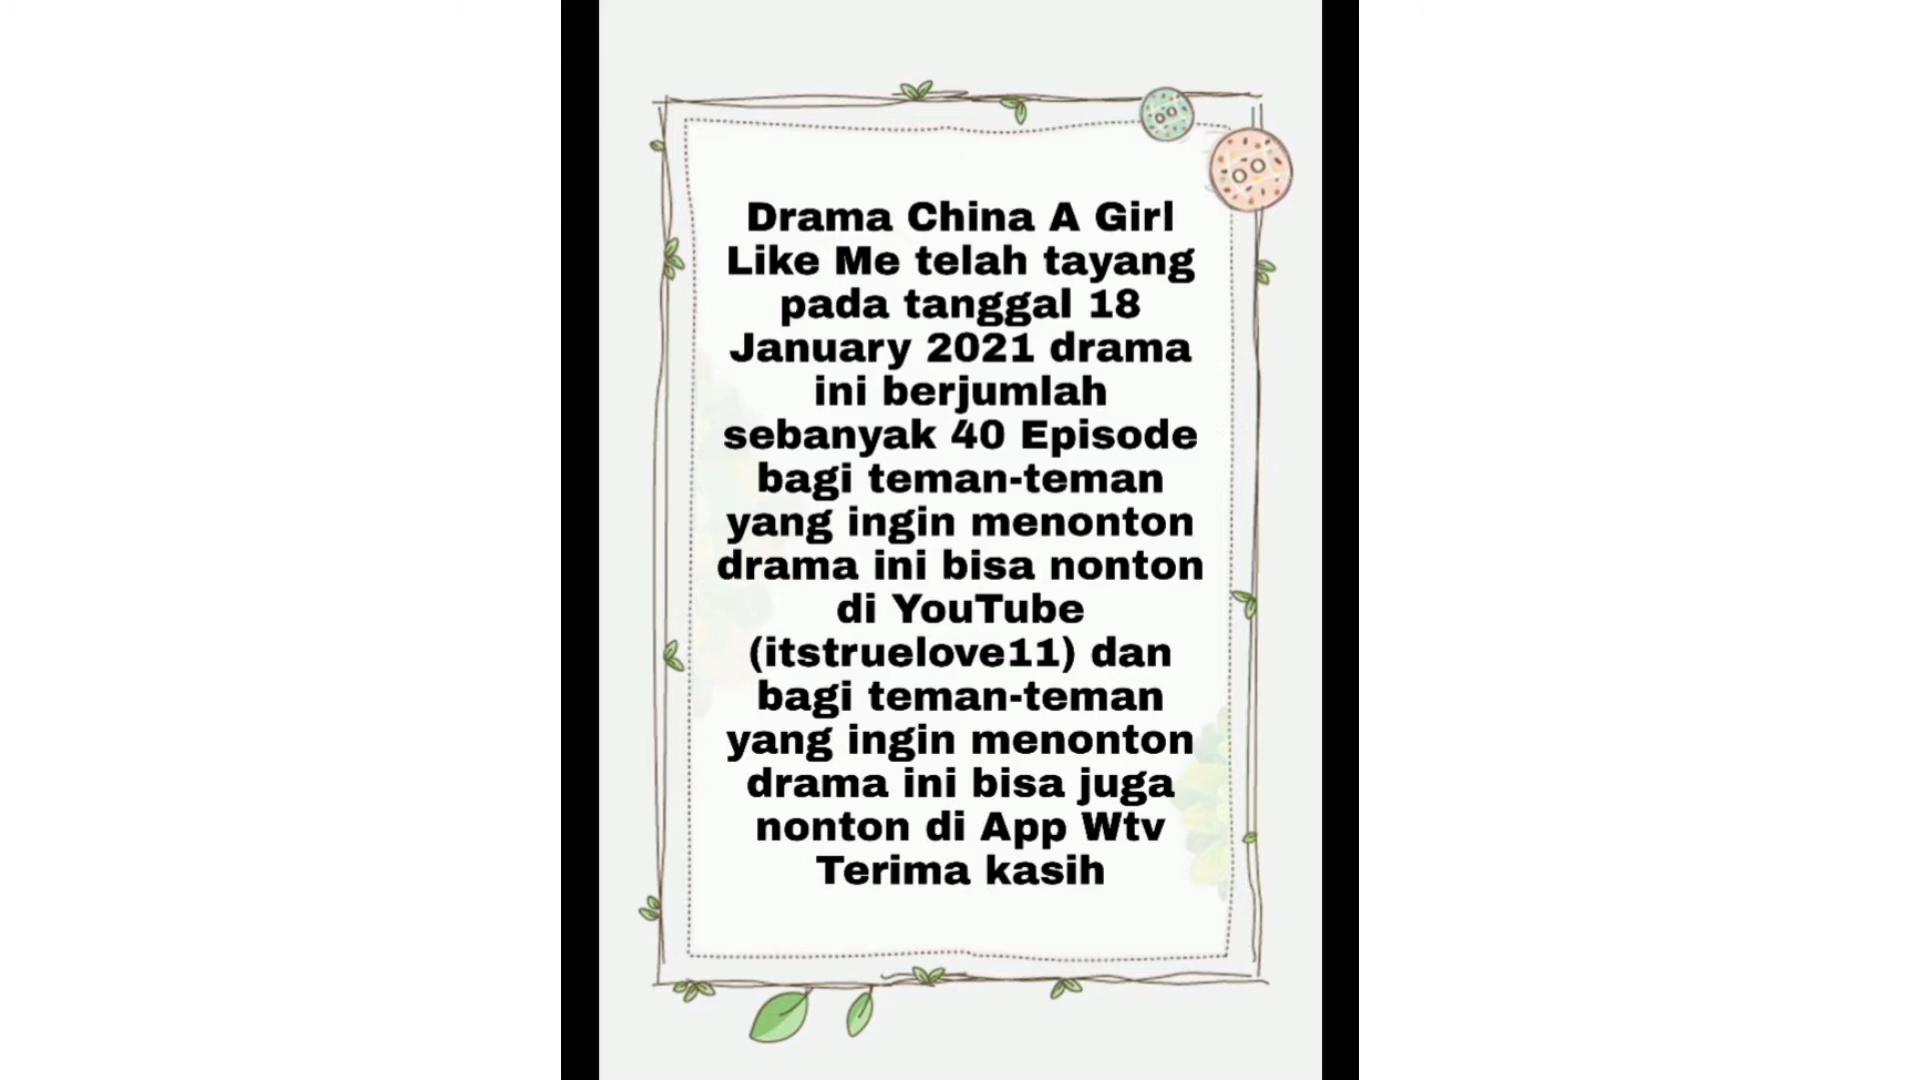 Drama China A Girl
Like Me telah tayang
pada tanggal 18
January 2021 drama
ini berjumlah
sebanyak 40 Episode
bagi teman-teman
yang ingin menonton
drama ini bisa nonton
di YouTube
(itstruelove11) dan
bagi teman-teman
yang ingin menonton
drama ini bisa juga
nonton di App Wtv
Terima kasih